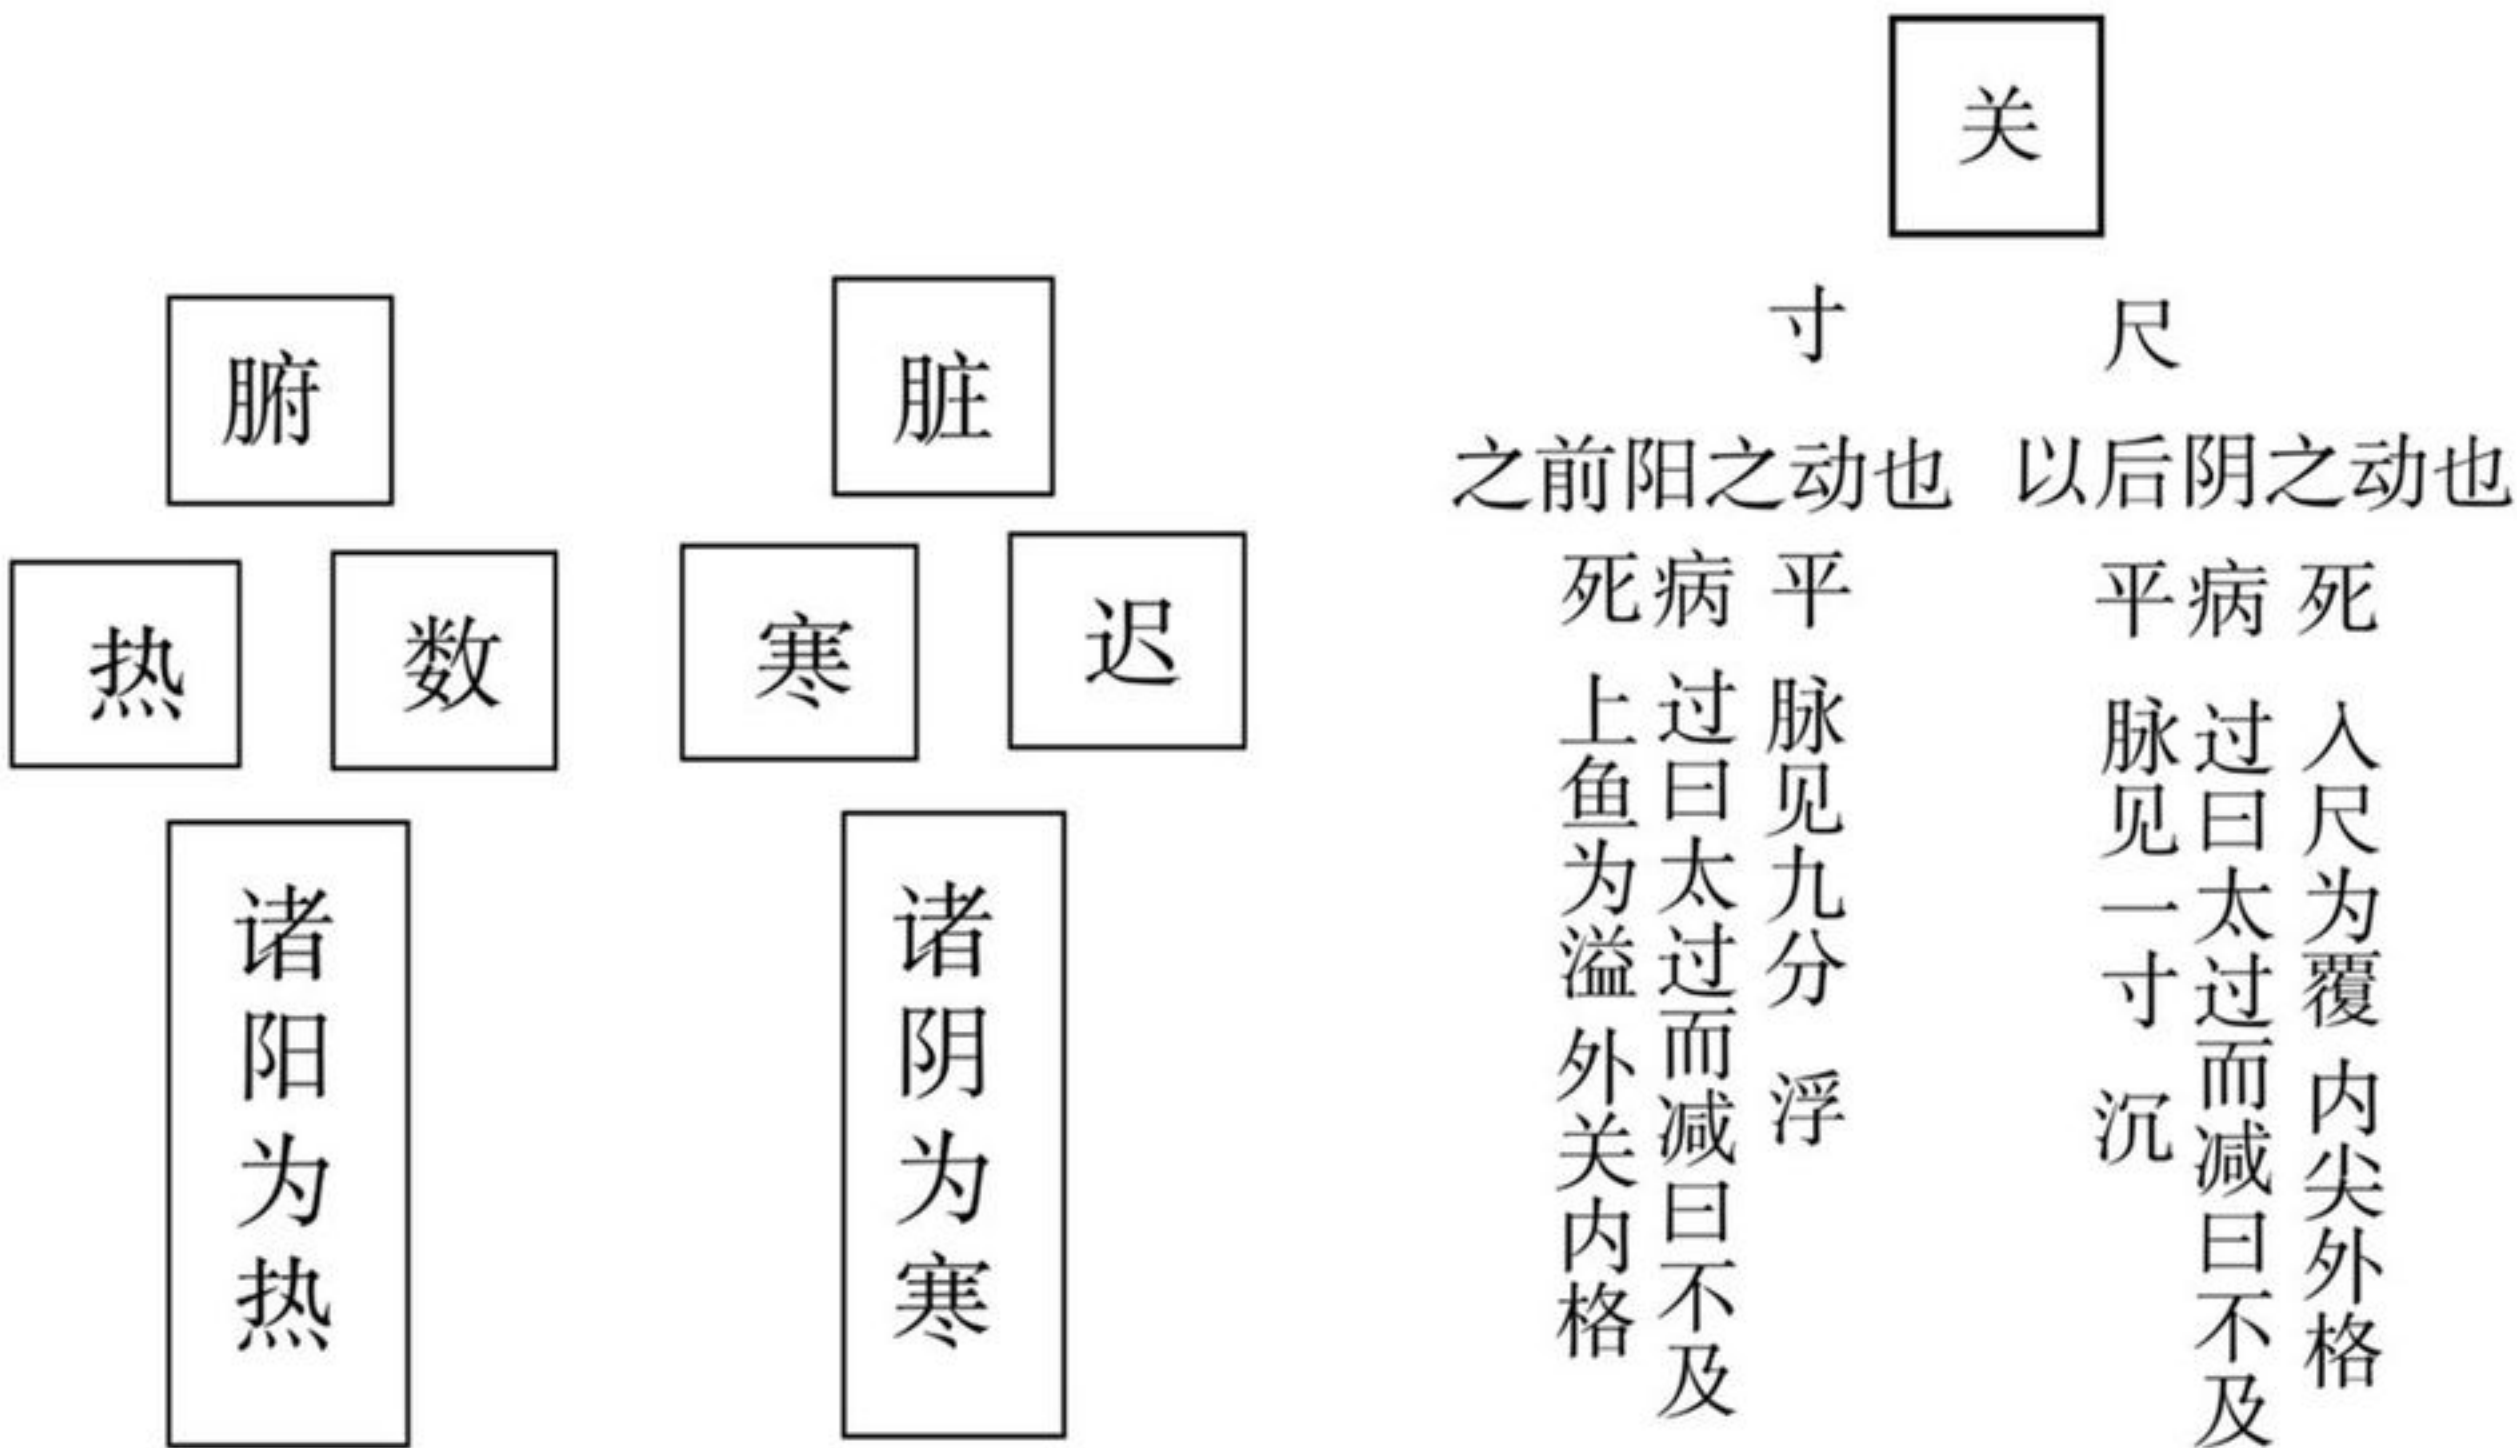 腑
热
数
诸阳为热
脏
寒
迟
诸阴为寒
关
寸
尺
之前阳之动也
以后阴之动也
死
上鱼为溢 外关内格
病
过曰太过而减曰不及
平
脉见九分 浮
平
脉见一寸 沉
病
过曰太过而减曰不及
死
入尺为覆 内尖外格